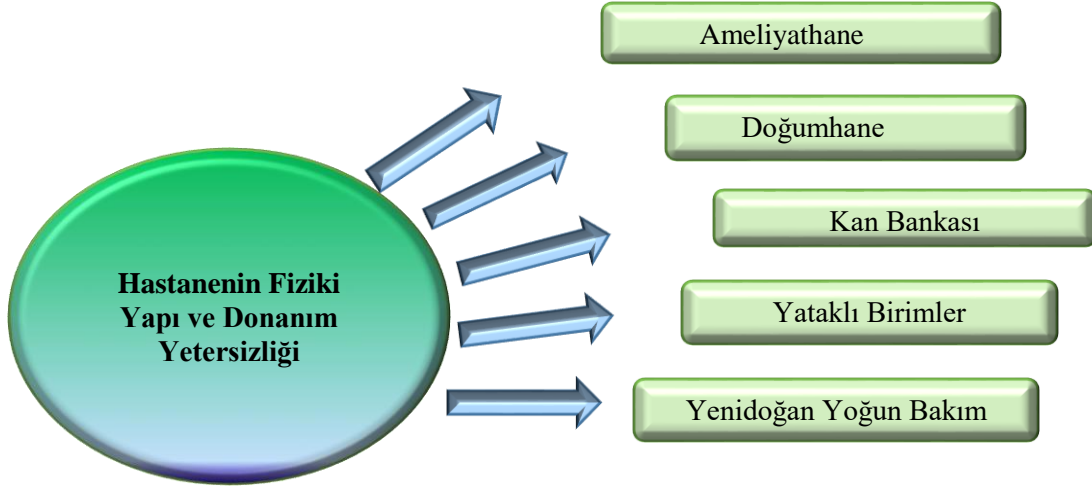 Ameliyathane
Doğumhane
Kan Bankası
Hastanenin Fiziki
Yapı ve Donanım
Yetersizliği
Yataklı Birimler
Yenidoğan Yoğun Bakım